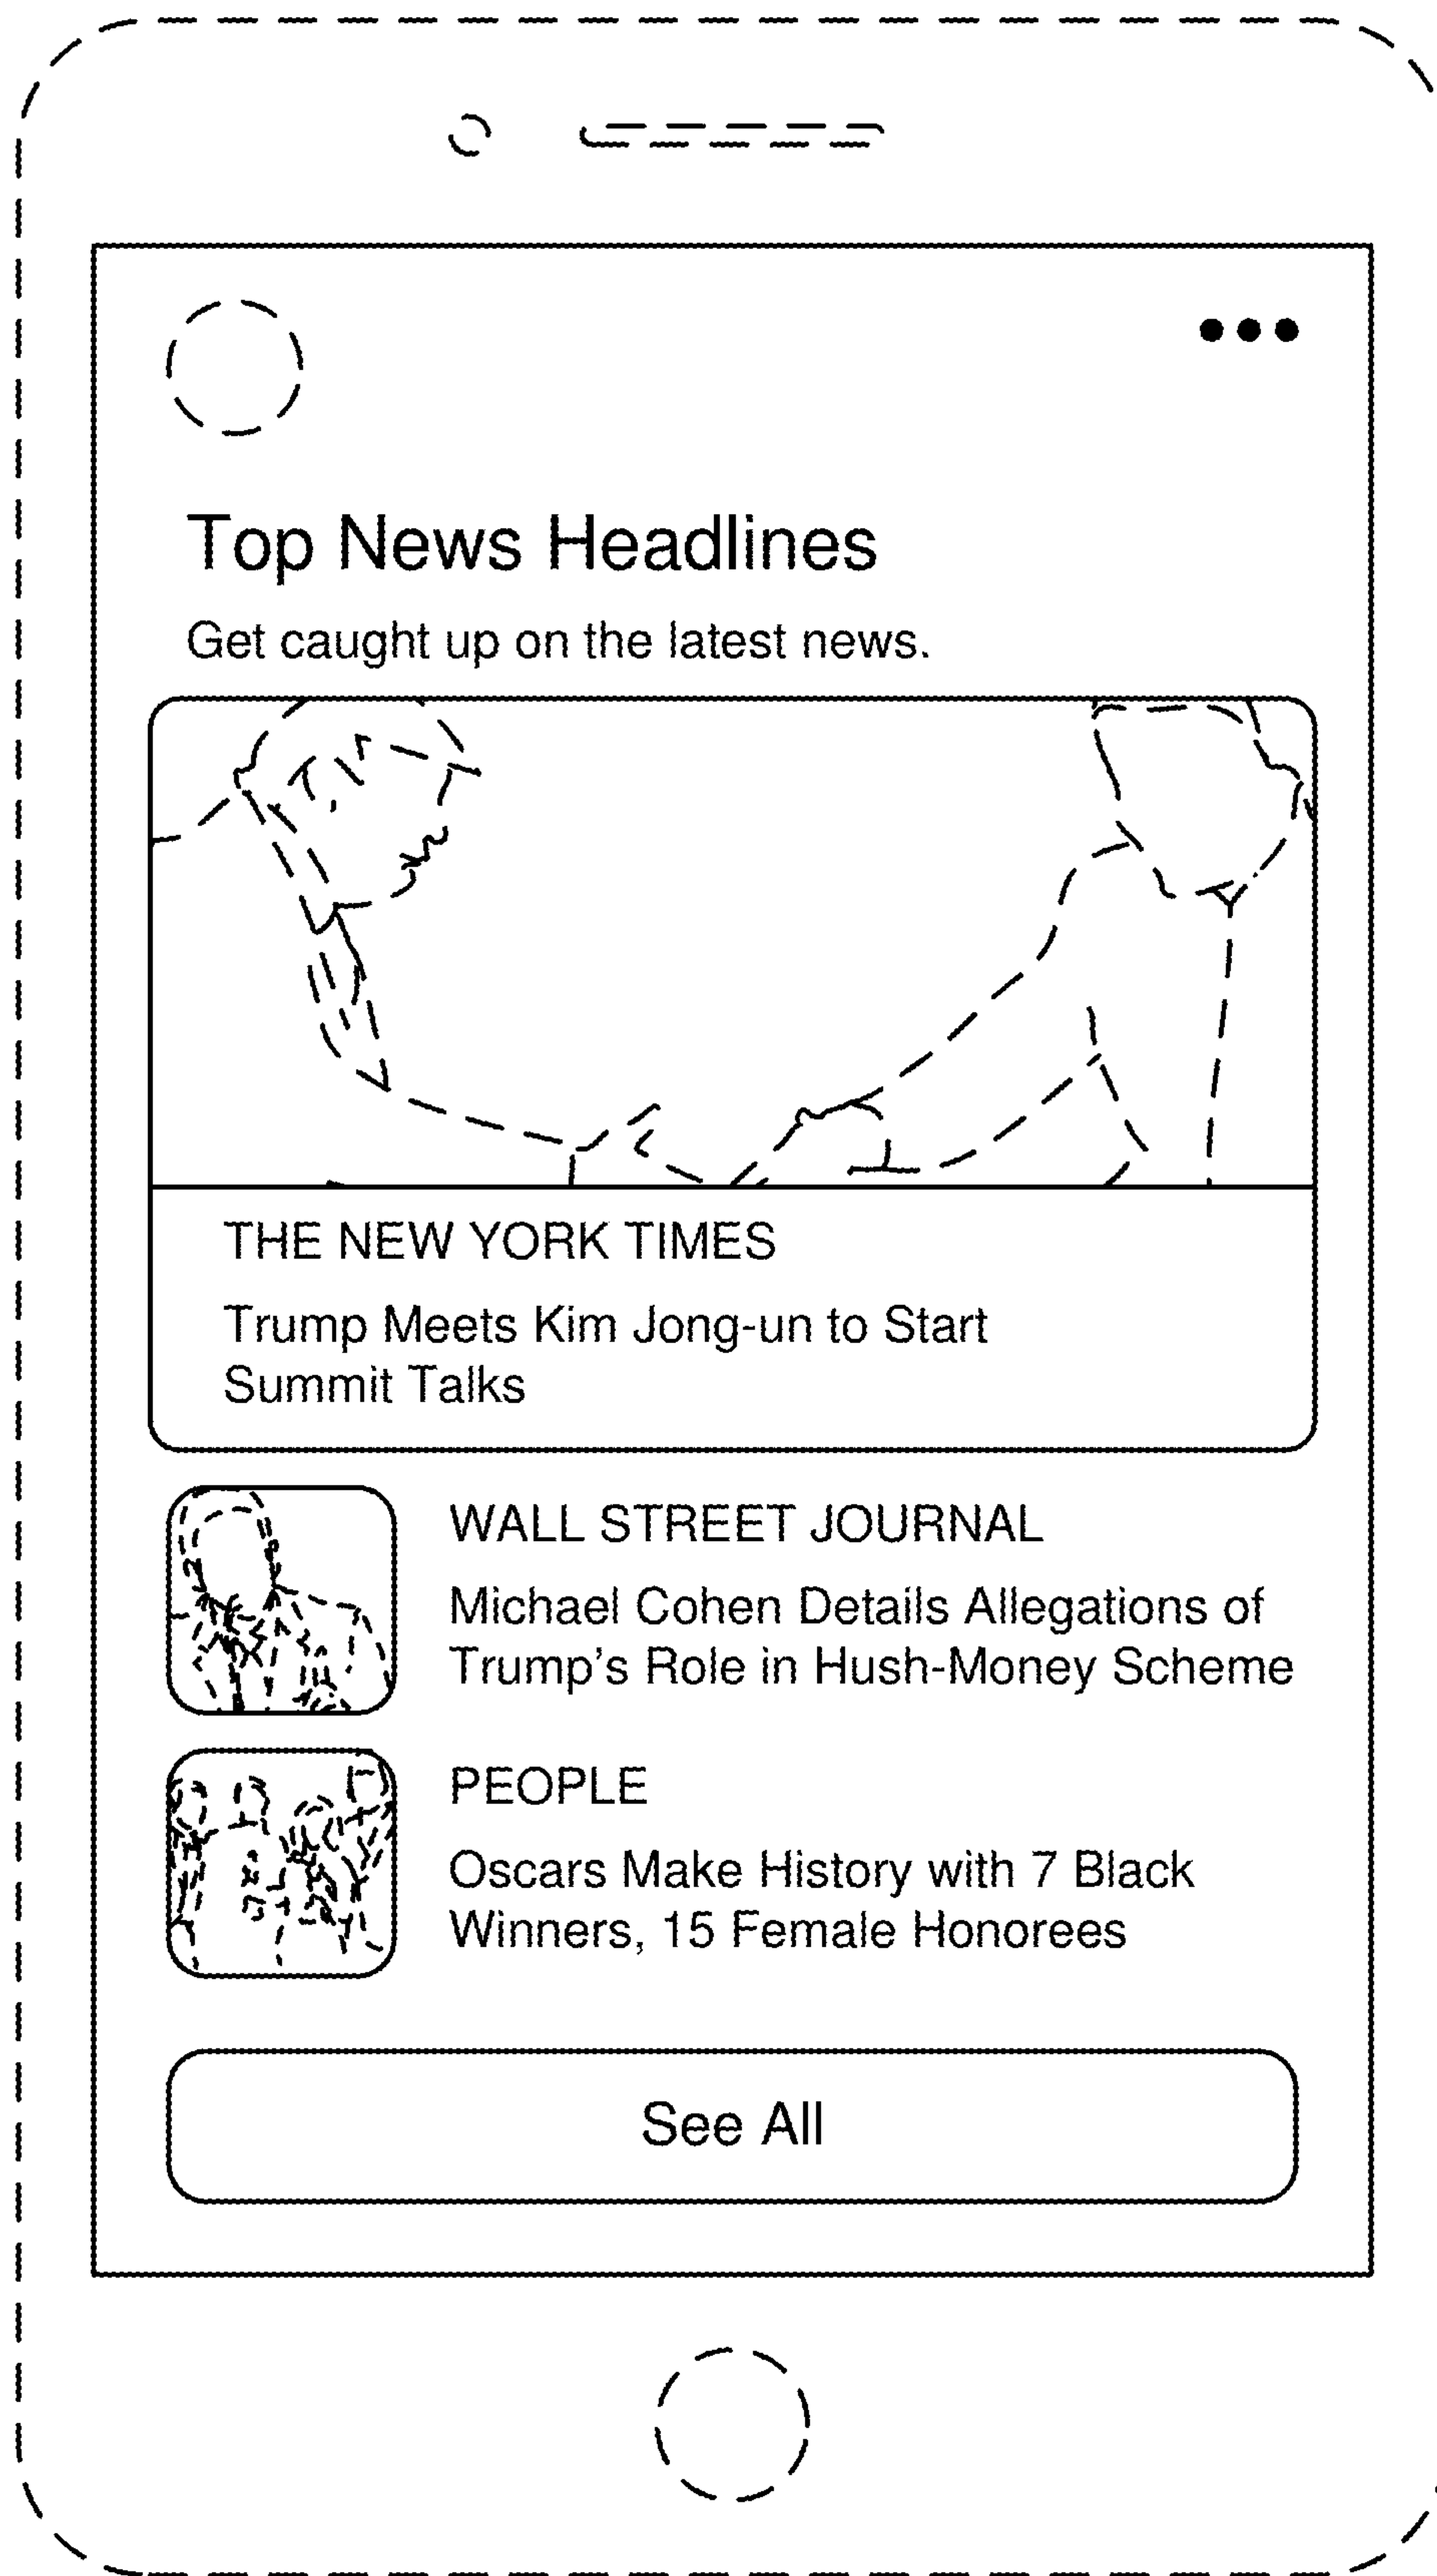 Top News Headlines
Get caught up on the latest news.
THE NEW YORK TIMES
Trump Meets Kim Jong-un to Start
Summit Talks
WALL STREET JOURNAL
Michael Cohen Details Allegations of
Trump's Role in Hush-Money Scheme
PEOPLE
Oscars Make History with 7 Black
Winners, 15 Female Honorees
See All